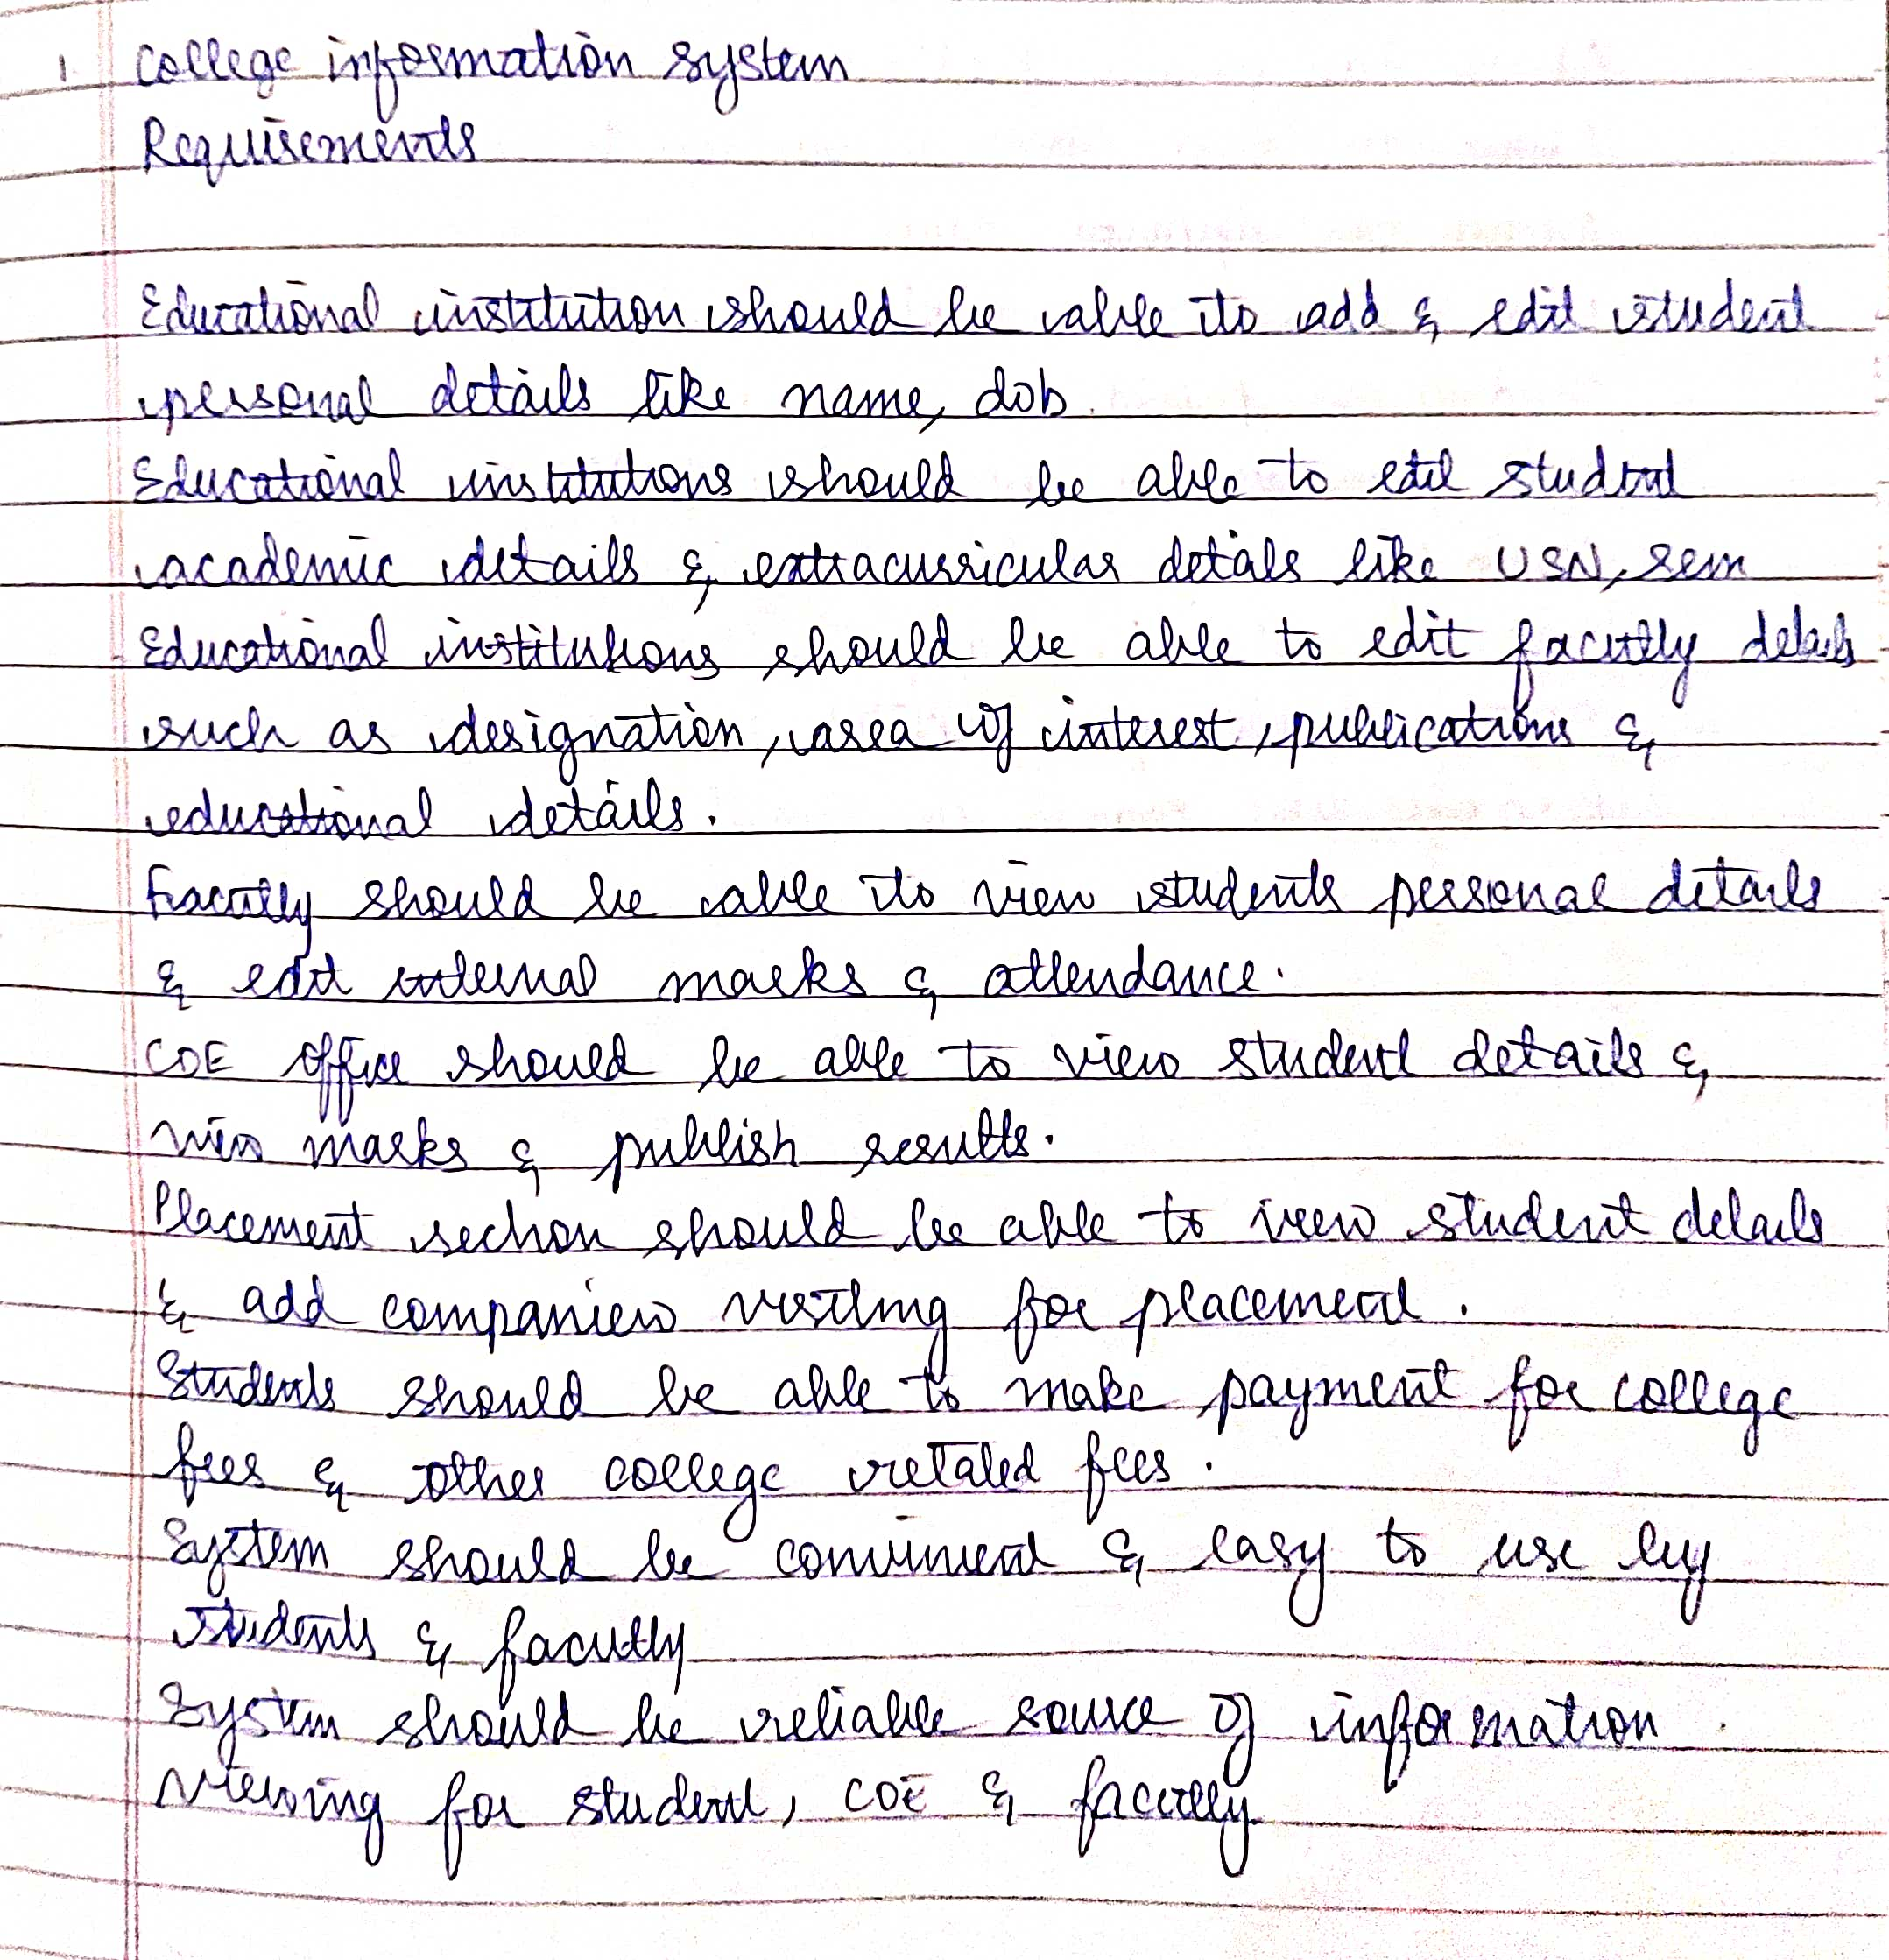 1. College information system
Requirements
Educational institution should be able to add & edit student
personal details like name, dob.
Educational institutions should be able to edit student
academic details & extracurricular details like USN, sem
Educational institutions should be able to edit faculty details
such as designation, area of interest, publications &
educational details.
Faculty should be able to view students personal details
& edit internal marks & attendance.
COE office should be able to view student details &
view marks & publish results.
Placement section should be able to view student details
& add companies visiting for placement.
Students should be able to make payment for college
fees & other college related fees.
System should be convinient & easy to use by
students & faculty
System should be reliable source of information.
viewing for student, COE & faculty